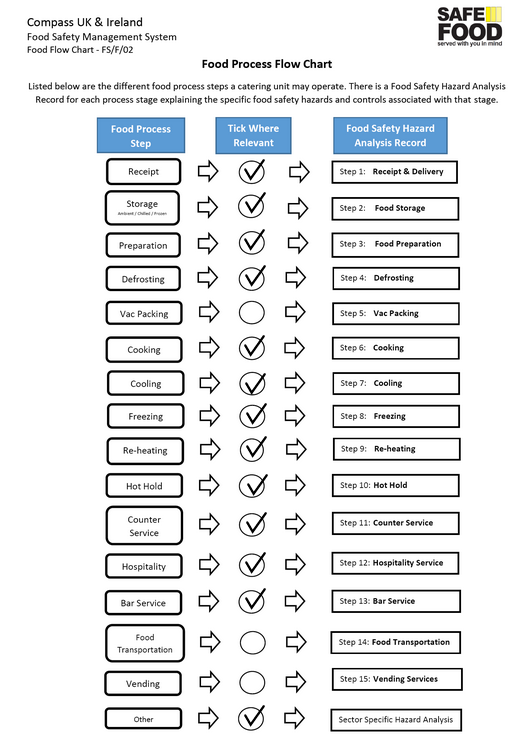 Compass UK & Ireland
Food Safety Management System
Food Flow Chart - FS/F/02
SAFE
FOOD
served with you in mind
Food Process Flow Chart
Listed below are the different food process steps a catering unit may operate. There is a Food Safety Hazard Analysis
Record for each process stage explaining the specific food safety hazards and controls associated with that stage.
Food Process
Step
Tick Where
Relevant
Food Safety Hazard
Analysis Record
Receipt
Step 1: Receipt & Delivery
Storage
Ambient / Chilled / Frozen
Step 2: Food Storage
Preparation
Step 3: Food Preparation
Defrosting
Step 4: Defrosting
Vac Packing
Step 5: Vac Packing
Cooking
Step 6: Cooking
Cooling
Step 7: Cooling
Freezing
Step 8: Freezing
Re-heating
Step 9: Re-heating
Hot Hold
Step 10: Hot Hold
Counter
Service
Step 11: Counter Service
Hospitality
Step 12: Hospitality Service
Bar Service
Step 13: Bar Service
Food
Transportation
Step 14: Food Transportation
Vending
Step 15: Vending Services
Other
Sector Specific Hazard Analysis